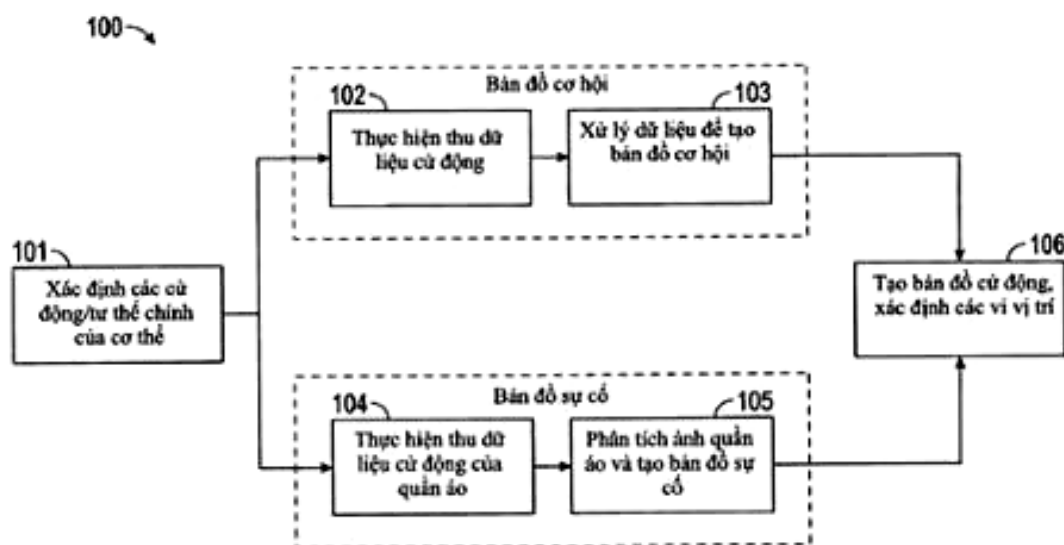 100
Bản đồ cơ hội
102
Thực hiện thu dữ
liệu cử động
103
Xử lý dữ liệu để tạo
bản đồ cơ hội
101
Xác định các cử
động/tư thế chính
của cơ thể
106
Tạo bản đồ cử động,
xác định các vi vị trí
Bản đồ sự cố
104
Thực hiện thu dữ
liệu cử động của
quần áo
105
Phân tích ảnh quần
áo và tạo bản đồ sự
cố